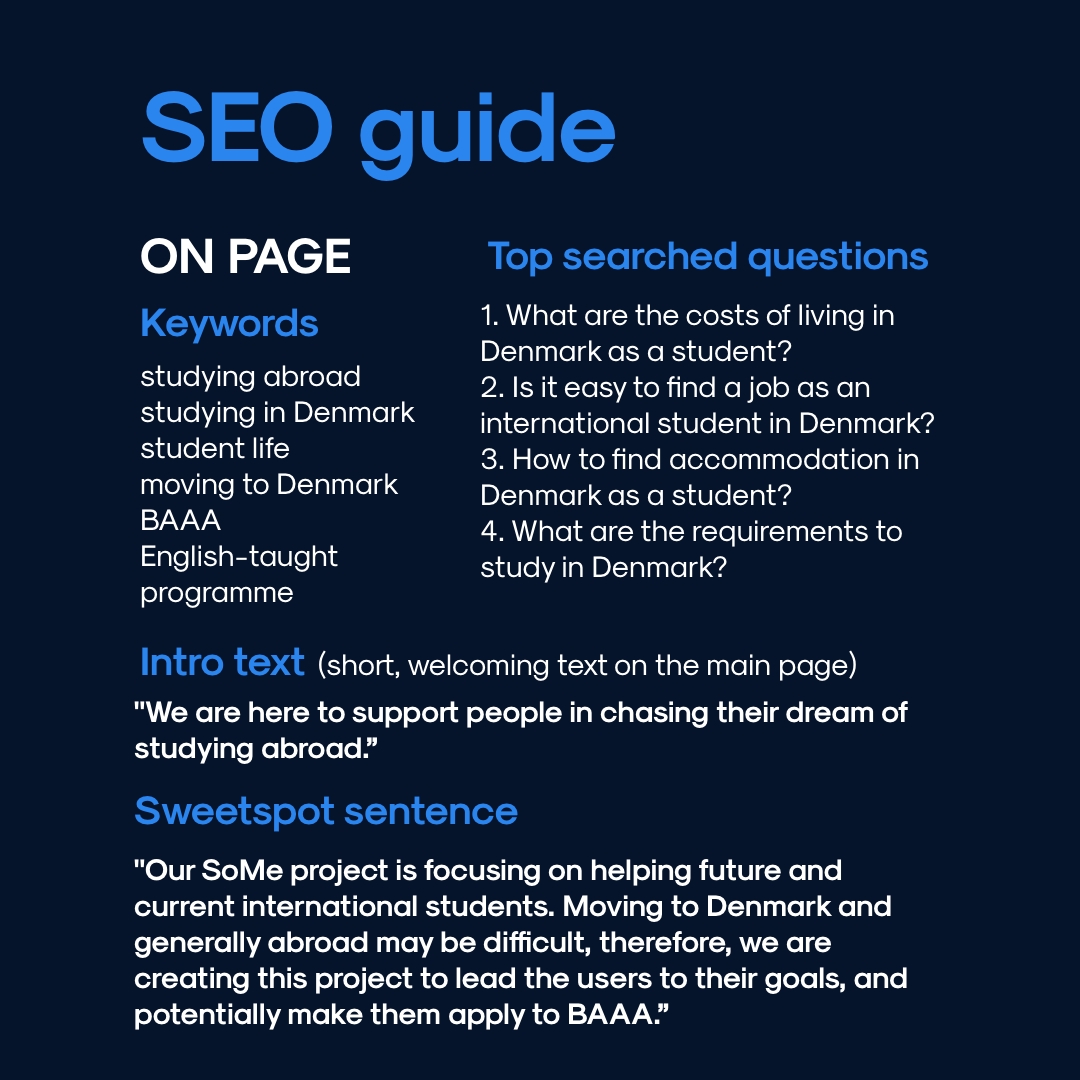 SEO guide
ON PAGE
Keywords
studying abroad
studying in Denmark
student life
moving to Denmark
BAAA
English-taught
programme
Top searched questions
1. What are the costs of living in
Denmark as a student?
2. Is it easy to find a job as an
international student in Denmark?
3. How to find accommodation in
Denmark as a student?
4. What are the requirements to
study in Denmark?
Intro text (short, welcoming text on the main page)
"We are here to support people in chasing their dream of
studying abroad.”
Sweetspot sentence
"Our SoMe project is focusing on helping future and
current international students. Moving to Denmark and
generally abroad may be difficult, therefore, we are
creating this project to lead the users to their goals, and
potentially make them apply to BAAA.”